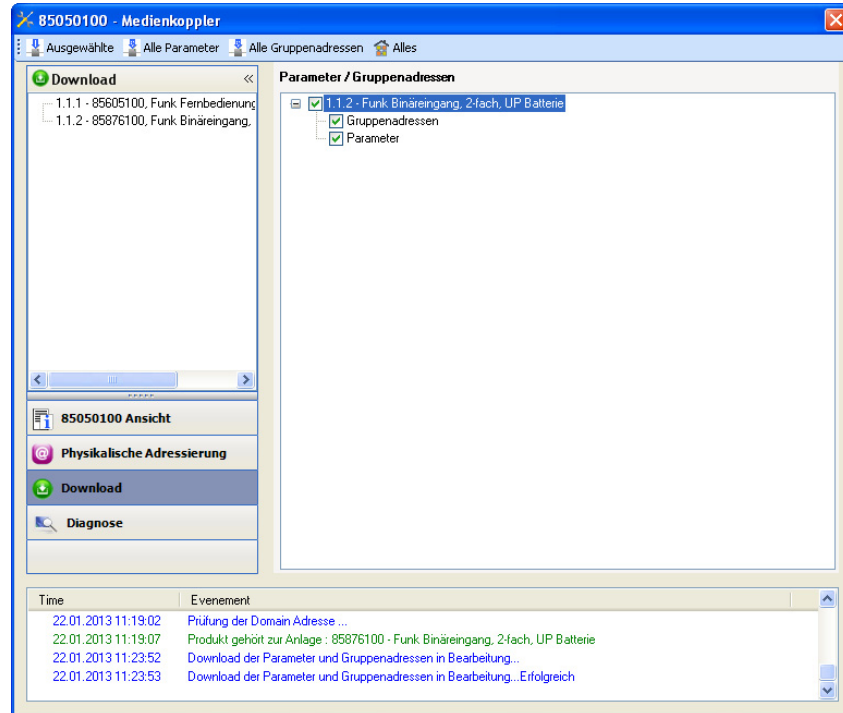 85050100 - Medienkoppler
Ausgewählte Alle Parameter Alle Gruppenadressen Alles
Download «
1.1.1 - 85605100, Funk Fernbedienung
1.1.2 - 85876100, Funk Binäreingang,
85050100 Ansicht
Physikalische Adressierung
Download
Diagnose
Parameter / Gruppenadressen
1.1.2 - Funk Binäreingang, 2-fach, UP Batterie
Gruppenadressen
Parameter
Time Evenement
22.01.2013 11:19:02 Prüfung der Domain Adresse ...
22.01.2013 11:19:07 Produkt gehört zur Anlage : 85876100 - Funk Binäreingang, 2-fach, UP Batterie
22.01.2013 11:23:52 Download der Parameter und Gruppenadressen in Bearbeitung...
22.01.2013 11:23:53 Download der Parameter und Gruppenadressen in Bearbeitung...Erfolgreich